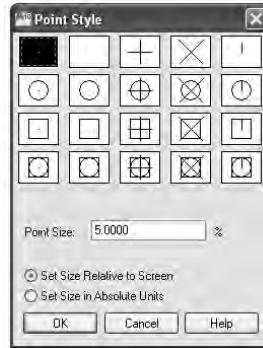 Point Style
Point Size: 5.0000 %
Set Size Relative to Screen
Set Size in Absolute Units
OK Cancel Help